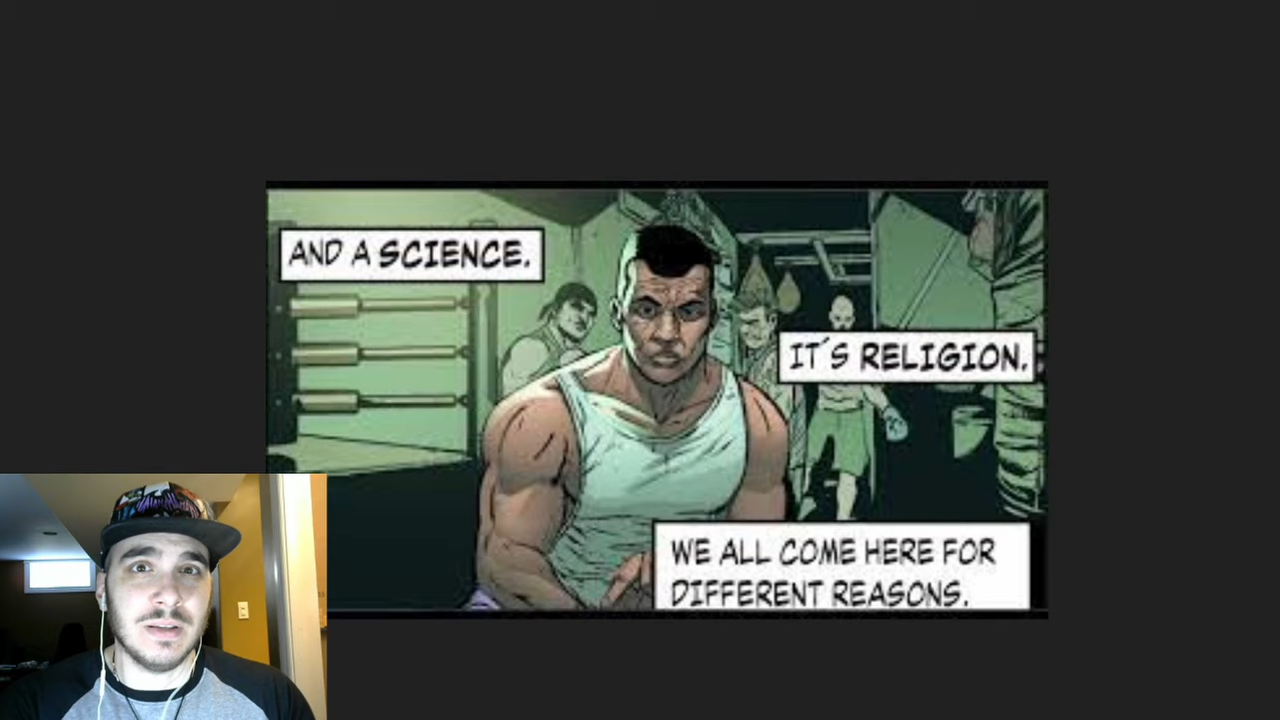 AND A SCIENCE.
IT´S RELIGION.
WE ALL COME HERE FOR
DIFFERENT REASONS.